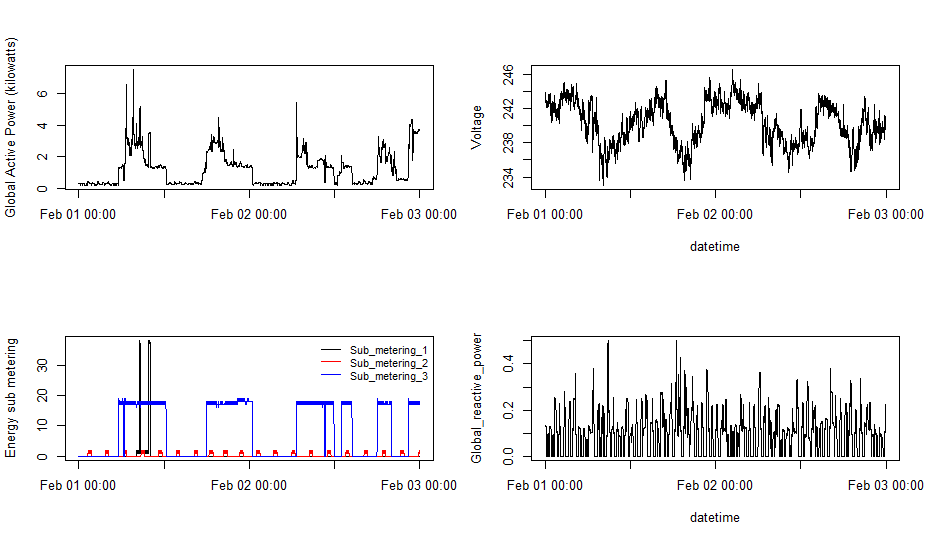 Global Active Power (kilowatts)
6
4
2
0
Feb 01 00:00
Feb 02 00:00
Feb 03 00:00
Voltage
246
242
238
234
Feb 01 00:00
Feb 02 00:00
Feb 03 00:00
datetime
Energy sub metering
30
20
10
0
Sub_metering_1
Sub_metering_2
Sub_metering_3
Feb 01 00:00
Feb 02 00:00
Feb 03 00:00
Global_reactive_power
0.4
0.2
0.0
Feb 01 00:00
Feb 02 00:00
Feb 03 00:00
datetime